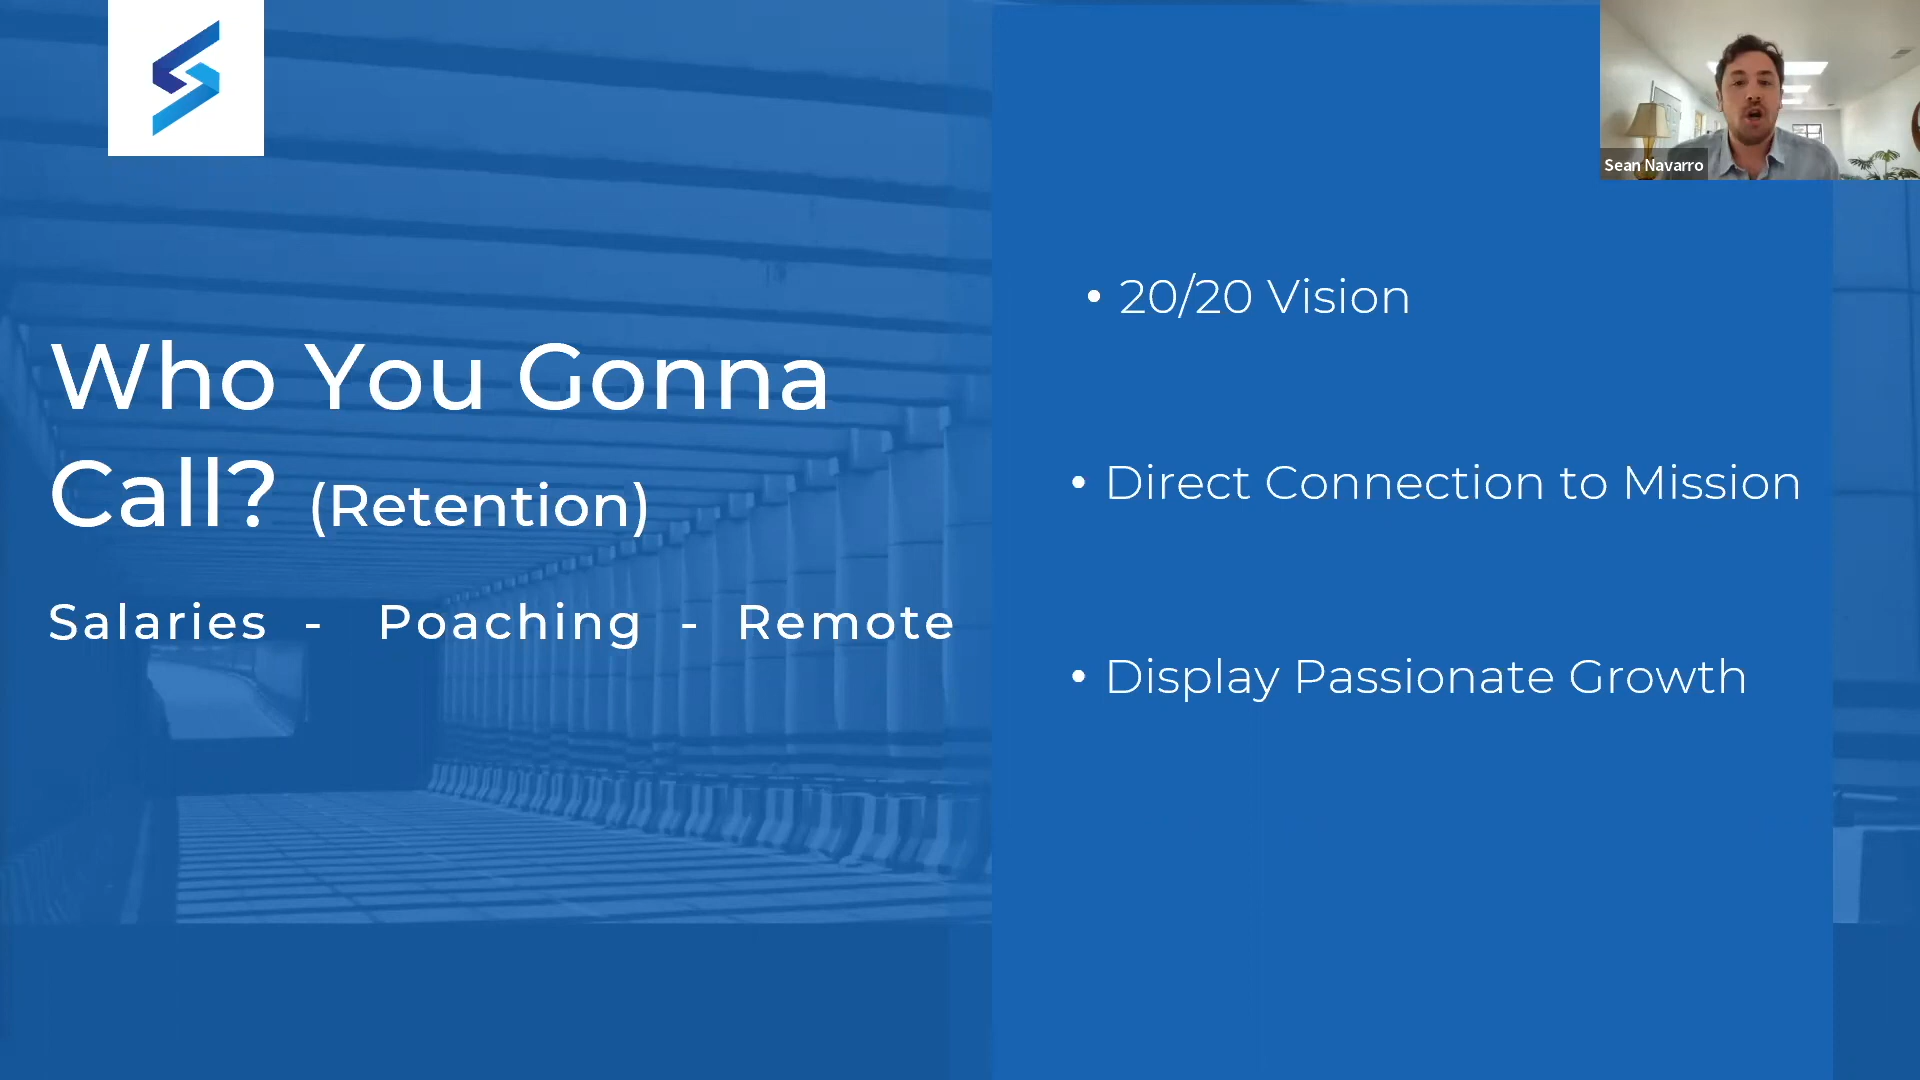 Who You Gonna
Call? (Retention)
Salaries - Poaching - Remote
• 20/20 Vision
• Direct Connection to Mission
• Display Passionate Growth
Sean Navarro